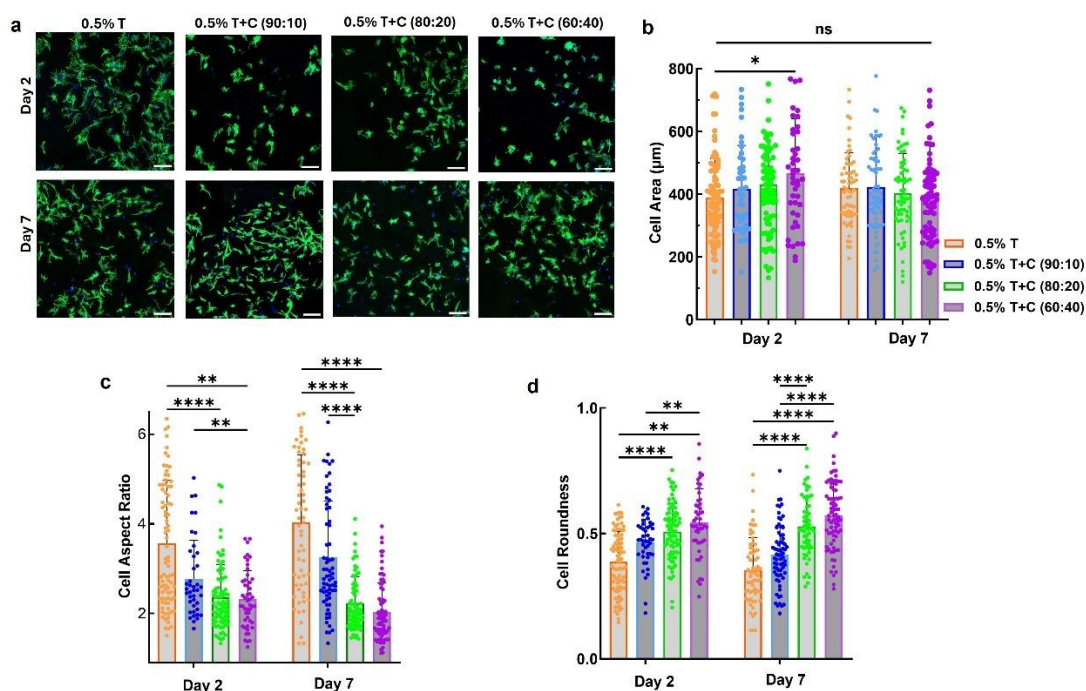 a
0.5% T
0.5% T+C (90:10)
0.5% T+C (80:20)
0.5% T+C (60:40)
Day 2
Day 7
b
ns
*
Cell Area (µm)
800
600
400
200
0
Day 2
Day 7
0.5% T
0.5% T+C (90:10)
0.5% T+C (80:20)
0.5% T+C (60:40)
c
**
****
**
****
****
****
Cell Aspect Ratio
6
4
2
Day 2
Day 7
d
**
**
****
****
****
****
****
Cell Roundness
1.0
0.5
0.0
Day 2
Day 7